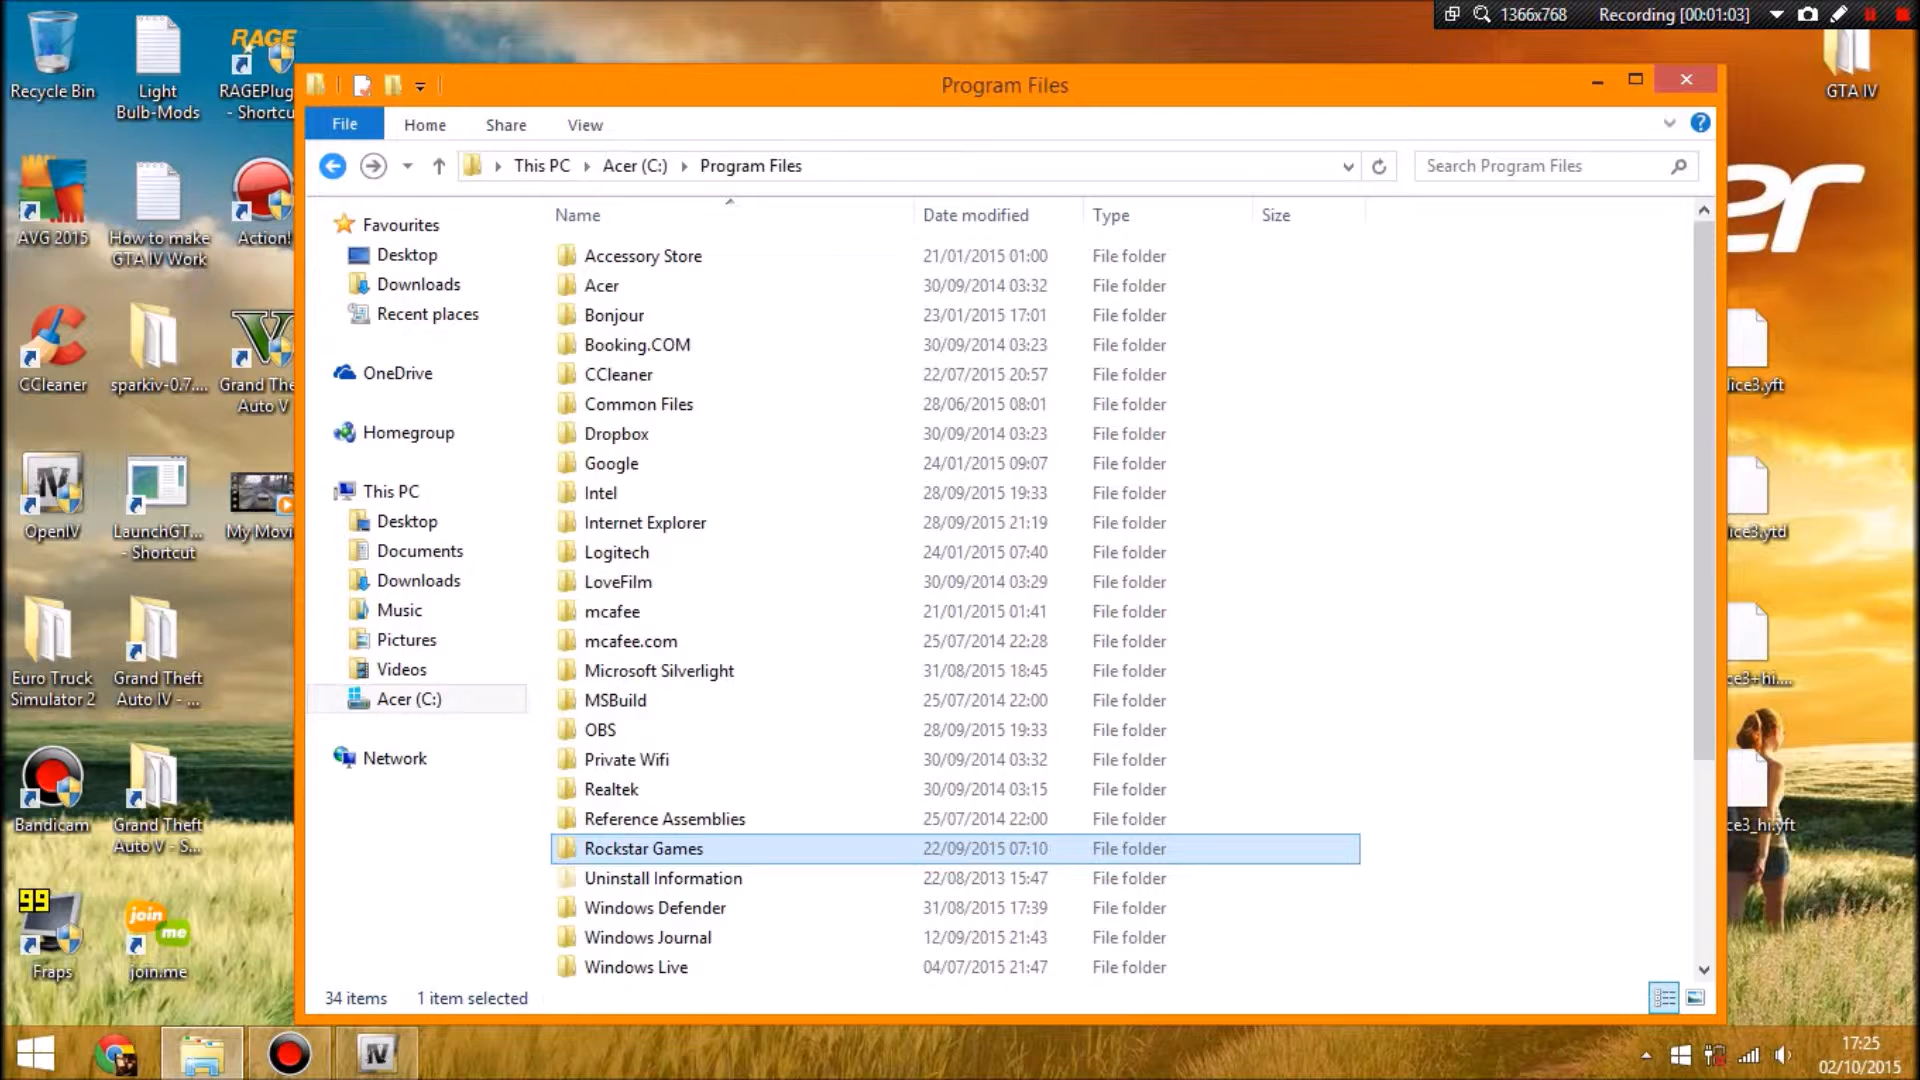 1366x768 Recording [00:01:03]
Recycle Bin
Light
Bulb-Mods
RAGE
RAGEPlug
- Shortcu
AVG 2015
How to make
GTA IV Work
Action!
CCleaner
sparkiv-0.7....
Grand The
Auto V
OpenIV
LaunchGT...
- Shortcut
My Movi
Euro Truck
Simulator 2
Grand Theft
Auto IV - ...
Bandicam
Grand Theft
Auto V - S...
99
Fraps
join
me
join.me
Program Files
File Home Share View
This PC Acer (C:) Program Files
Search Program Files
Favourites
Desktop
Downloads
Recent places
OneDrive
Homegroup
This PC
Desktop
Documents
Downloads
Music
Pictures
Videos
Acer (C:)
Network
Name Date modified Type Size
Accessory Store 21/01/2015 01:00 File folder
Acer 30/09/2014 03:32 File folder
Bonjour 23/01/2015 17:01 File folder
Booking.COM 30/09/2014 03:23 File folder
CCleaner 22/07/2015 20:57 File folder
Common Files 28/06/2015 08:01 File folder
Dropbox 30/09/2014 03:23 File folder
Google 24/01/2015 09:07 File folder
Intel 28/09/2015 19:33 File folder
Internet Explorer 28/09/2015 21:19 File folder
Logitech 24/01/2015 07:40 File folder
LoveFilm 30/09/2014 03:29 File folder
mcafee 21/01/2015 01:41 File folder
mcafee.com 25/07/2014 22:28 File folder
Microsoft Silverlight 31/08/2015 18:45 File folder
MSBuild 25/07/2014 22:00 File folder
OBS 28/09/2015 19:33 File folder
Private Wifi 30/09/2014 03:32 File folder
Realtek 30/09/2014 03:15 File folder
Reference Assemblies 25/07/2014 22:00 File folder
Rockstar Games 22/09/2015 07:10 File folder
Uninstall Information 22/08/2013 15:47 File folder
Windows Defender 31/08/2015 17:39 File folder
Windows Journal 12/09/2015 21:43 File folder
Windows Live 04/07/2015 21:47 File folder
34 items 1 item selected
GTA IV
er
lice3.yft
ice3.ytd
ce3+hi....
ce3_hi.yft
17:25
02/10/2015